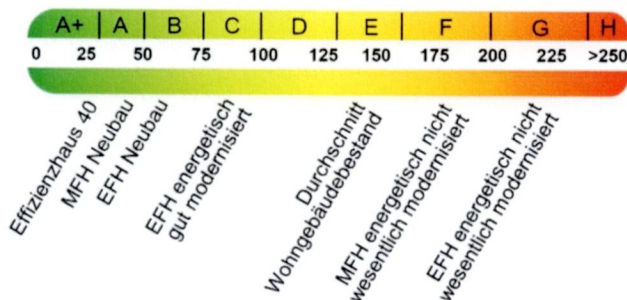 A+ A B C D E F G H
0 25 50 75 100 125 150 175 200 225 >250
Effizienzhaus 40
MFH Neubau
EFH Neubau
EFH energetisch
gut modernisiert
Durchschnitt
Wohngebäudebestand
MFH energetisch nicht
wesentlich modernisiert
EFH energetisch nicht
wesentlich modernisiert